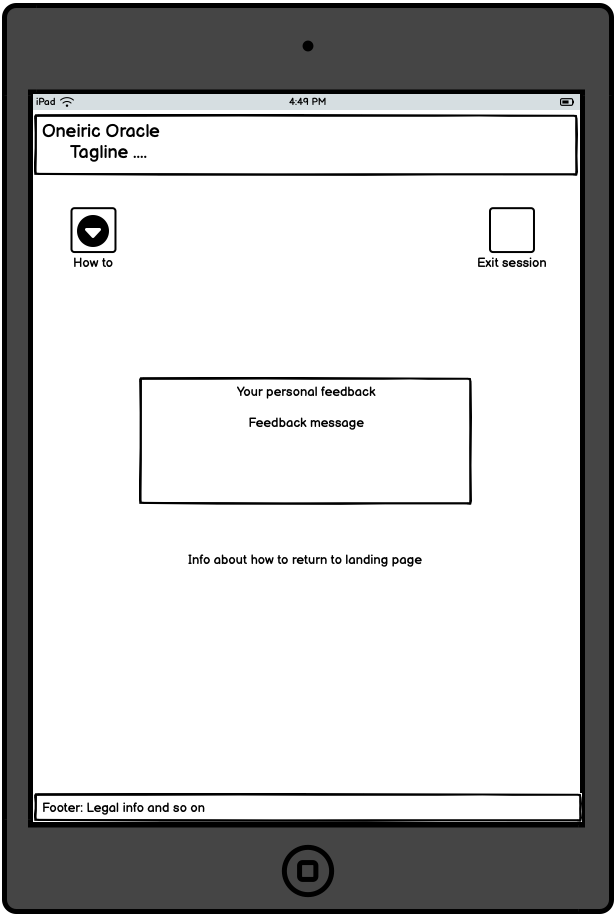 iPad
4:49 PM
Oneiric Oracle
Tagline ....
How to
Exit session
Your personal feedback
Feedback message
Info about how to return to landing page
Footer: Legal info and so on